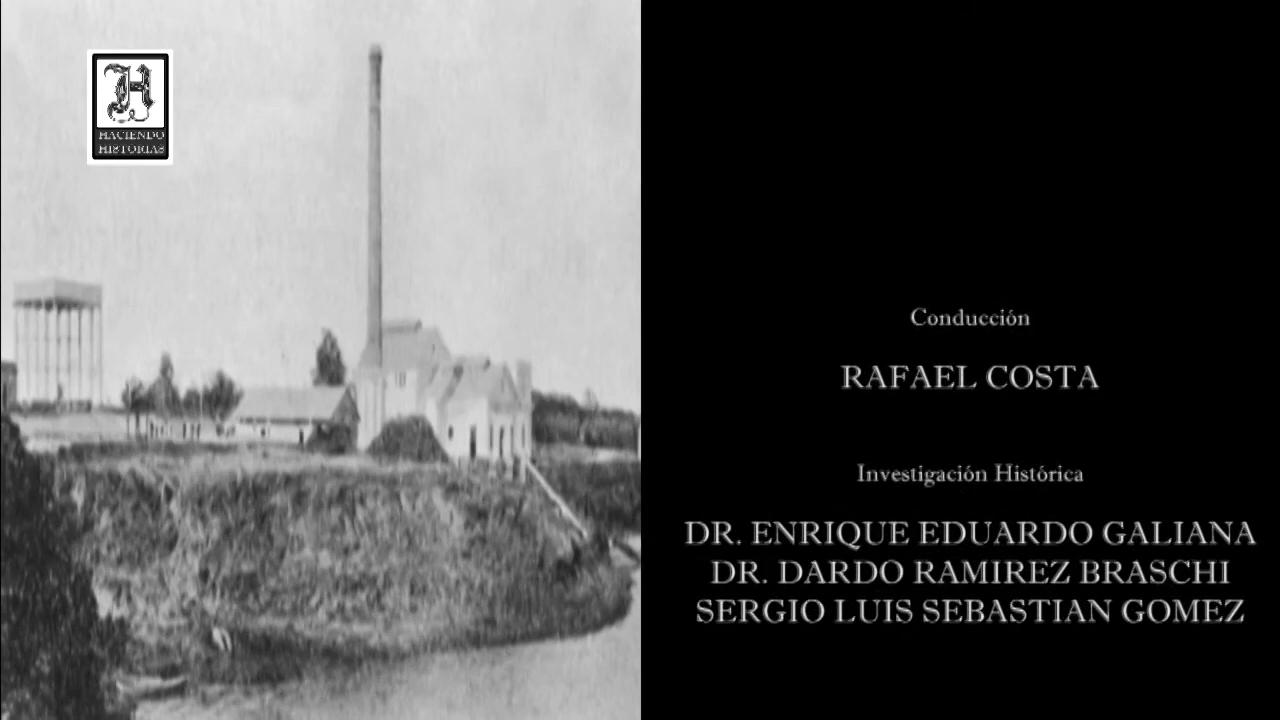 H
HACIENDO
HISTORIAS
Conducción
RAFAEL COSTA
Investigación Histórica
DR. ENRIQUE EDUARDO GALIANA
DR. DARDO RAMIREZ BRASCHI
SERGIO LUIS SEBASTIAN GOMEZ